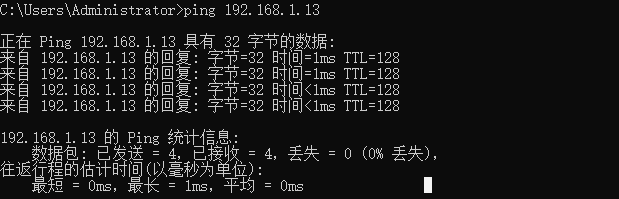 C:\Users\Administrator>ping 192.168.1.13
正在 Ping 192.168.1.13 具有 32 字节的数据:
来自 192.168.1.13 的回复: 字节=32 时间=1ms TTL=128
来自 192.168.1.13 的回复: 字节=32 时间=1ms TTL=128
来自 192.168.1.13 的回复: 字节=32 时间<1ms TTL=128
来自 192.168.1.13 的回复: 字节=32 时间<1ms TTL=128
192.168.1.13 的 Ping 统计信息:
数据包: 已发送 = 4，已接收 = 4，丢失 = 0 (0% 丢失)，
往返行程的估计时间(以毫秒为单位):
最短 = 0ms，最长 = 1ms，平均 = 0ms